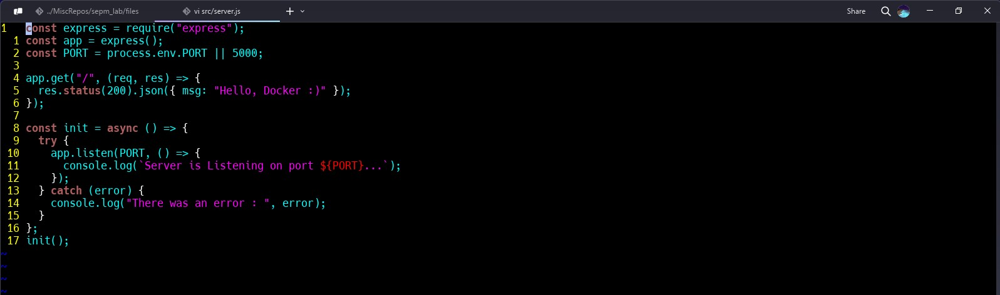 ../MiscRepos/sepm_lab/files vi src/server.js + Share
1 const express = require("express");
1 const app = express();
2 const PORT = process.env.PORT || 5000;
3
4 app.get("/", (req, res) => {
5   res.status(200).json({ msg: "Hello, Docker :)" });
6 });
7
8 const init = async () => {
9   try {
10     app.listen(PORT, () => {
11       console.log(`Server is Listening on port ${PORT}...`);
12     });
13   } catch (error) {
14     console.log("There was an error : ", error);
15   }
16 };
17 init();
~
~
~
~